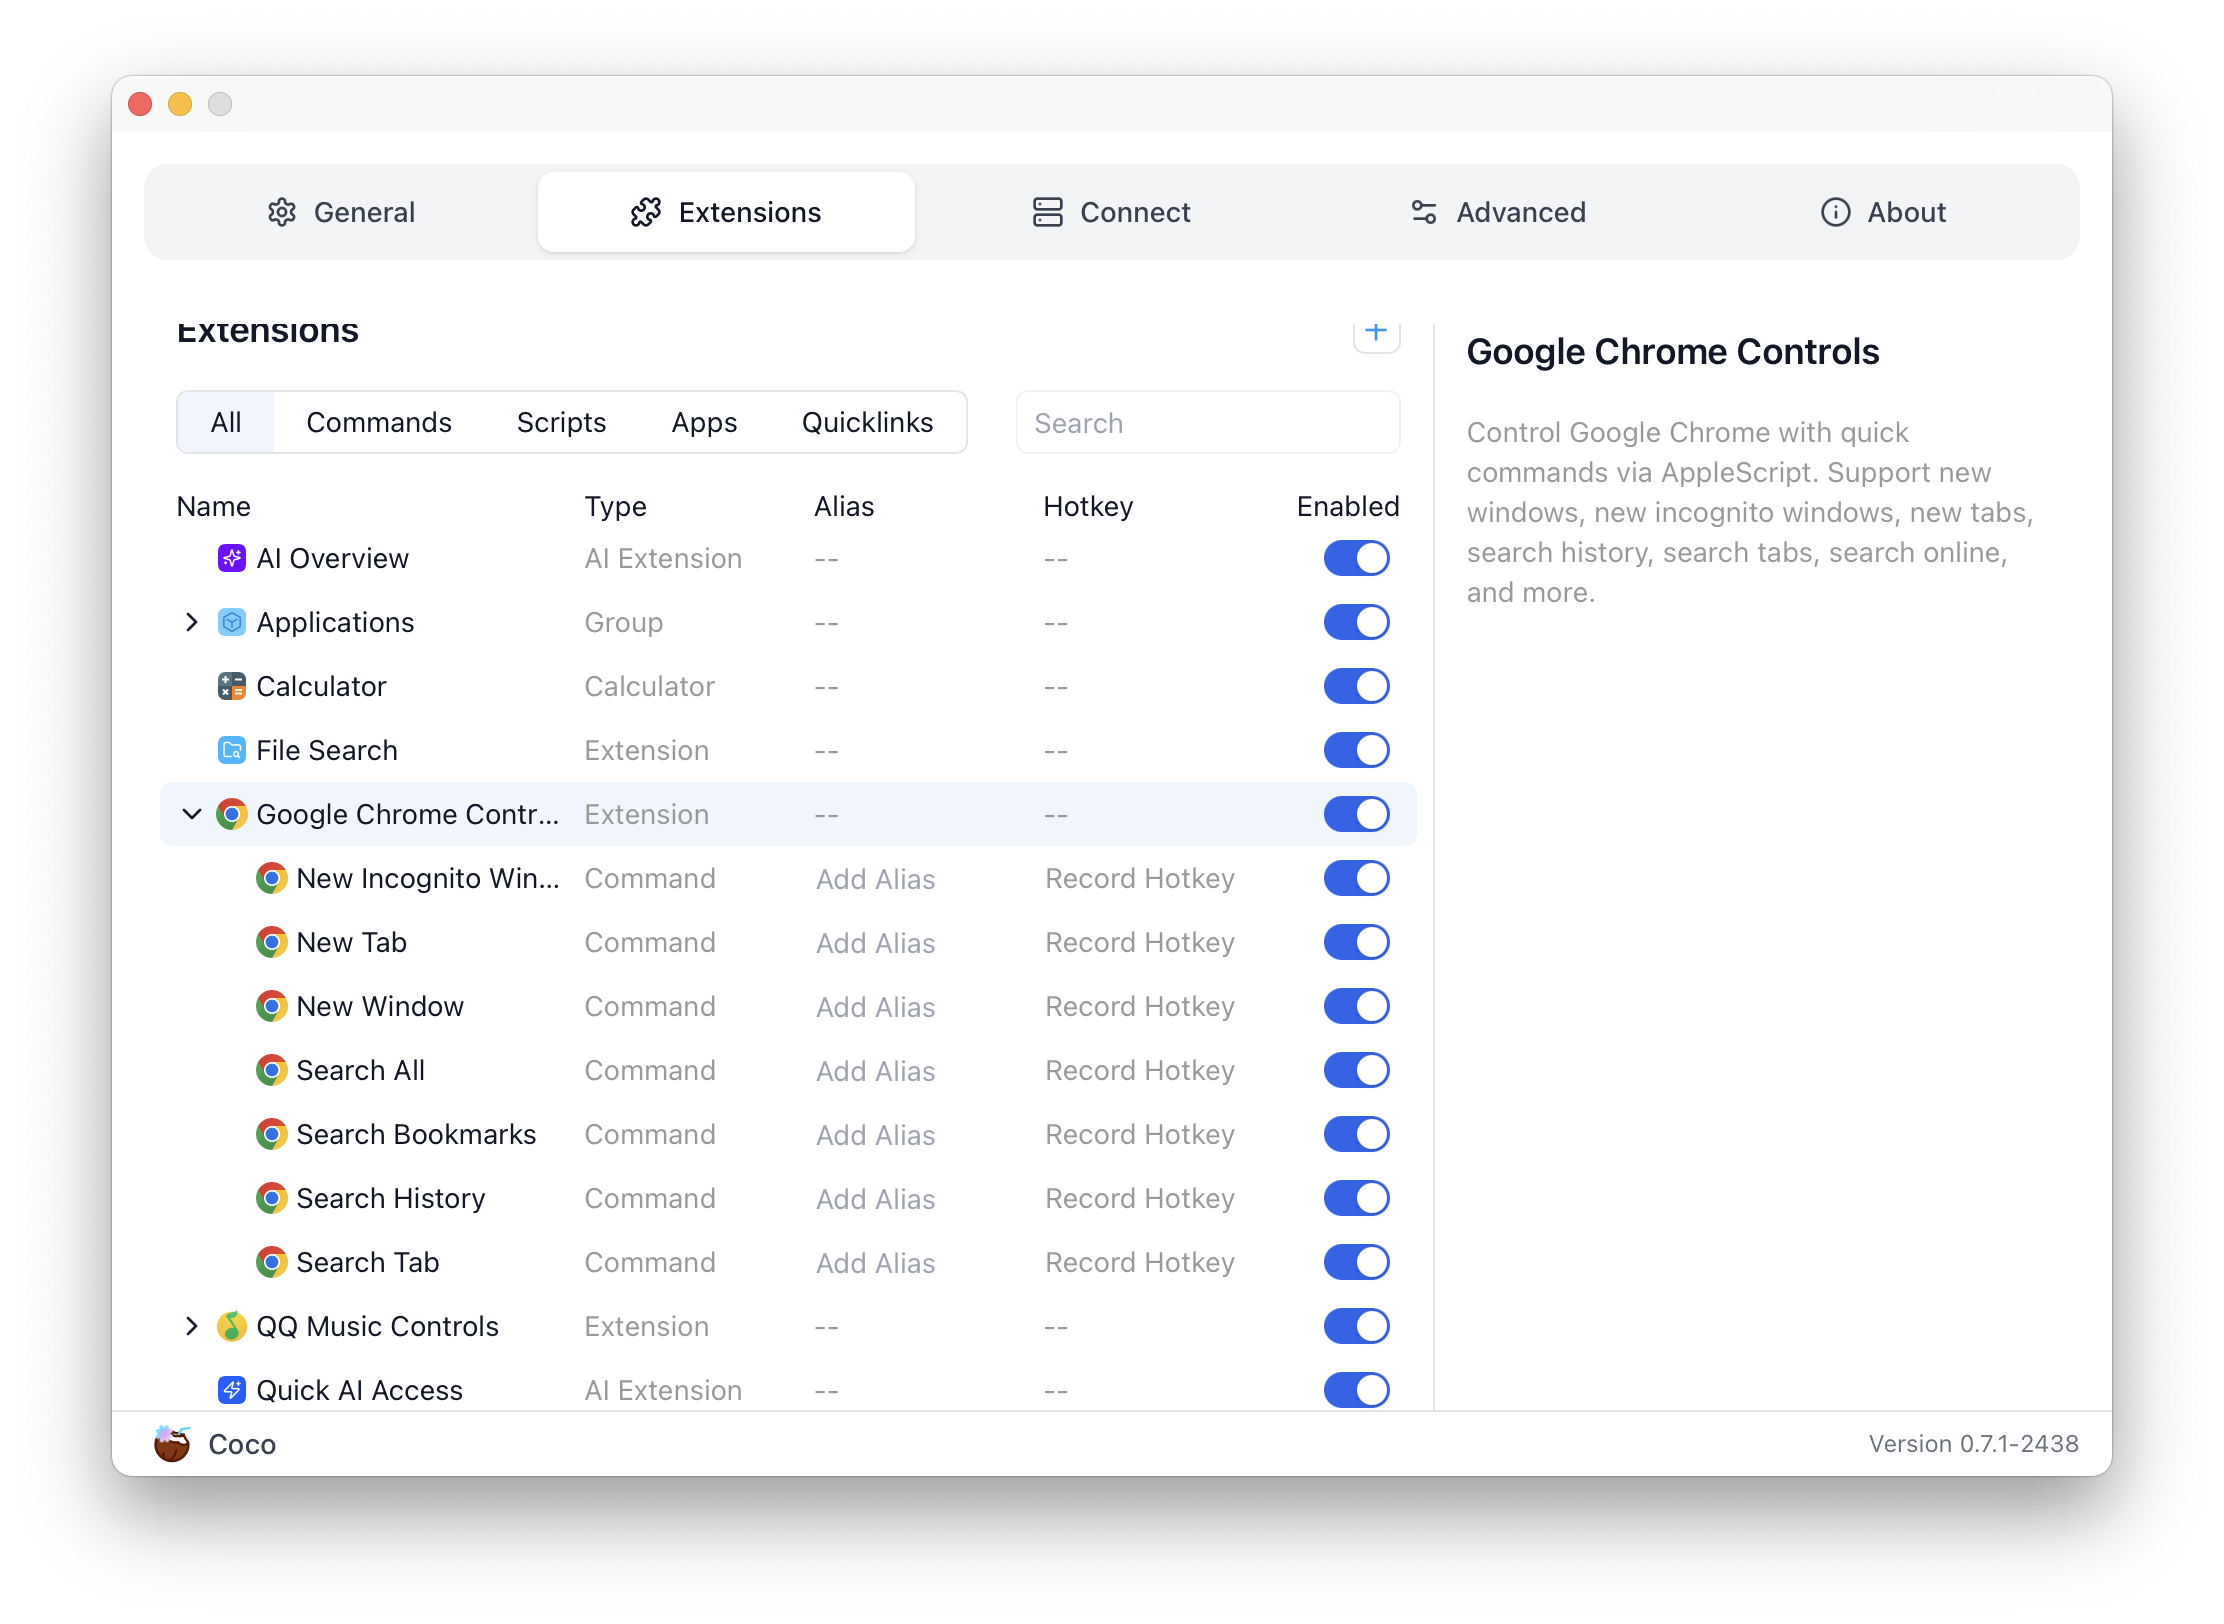 General Extensions Connect Advanced About
Extensions
All Commands Scripts Apps Quicklinks Search
Name Type Alias Hotkey Enabled
AI Overview AI Extension -- --
Applications Group -- --
Calculator Calculator -- --
File Search Extension -- --
Google Chrome Contr... Extension -- --
New Incognito Win... Command Add Alias Record Hotkey
New Tab Command Add Alias Record Hotkey
New Window Command Add Alias Record Hotkey
Search All Command Add Alias Record Hotkey
Search Bookmarks Command Add Alias Record Hotkey
Search History Command Add Alias Record Hotkey
Search Tab Command Add Alias Record Hotkey
QQ Music Controls Extension -- --
Quick AI Access AI Extension -- --
Google Chrome Controls
Control Google Chrome with quick
commands via AppleScript. Support new
windows, new incognito windows, new tabs,
search history, search tabs, search online,
and more.
Coco
Version 0.7.1-2438